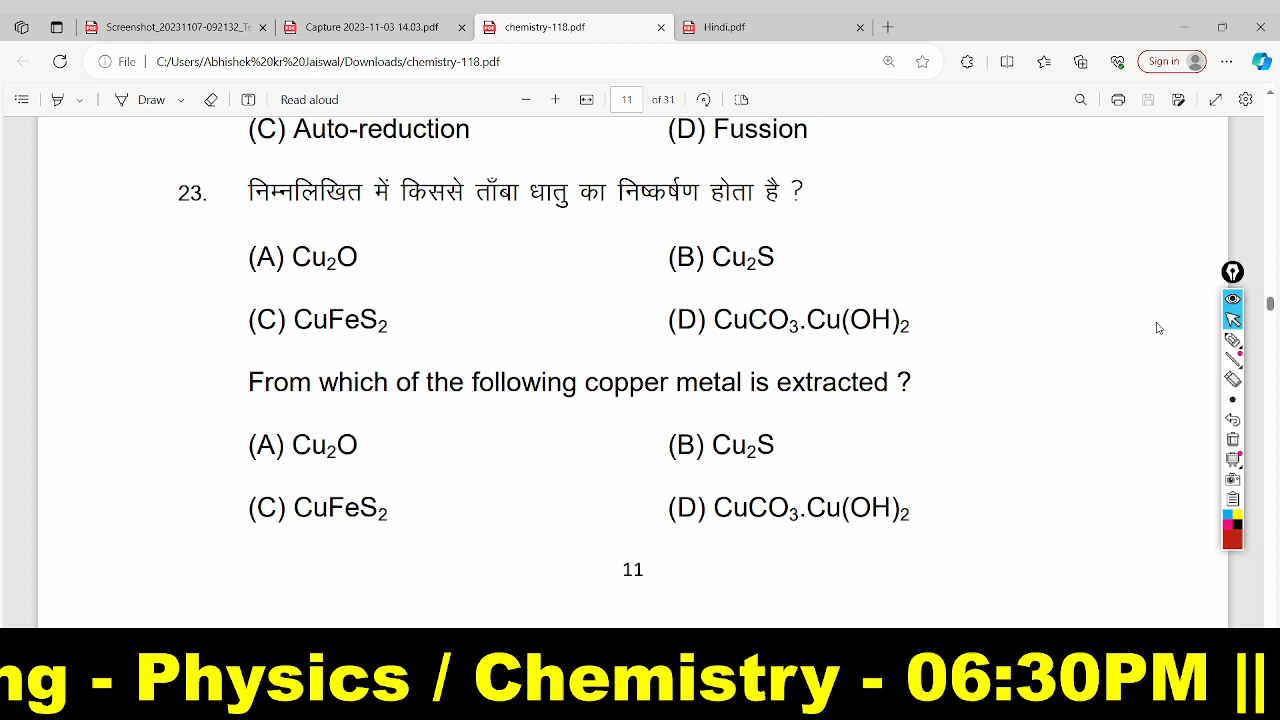 Screenshot_20231107-092132_Te
Capture 2023-11-03 14.03.pdf
chemistry-118.pdf
Hindi.pdf
File
C:/Users/Abhishek%20kr%20Jaiswal/Downloads/chemistry-118.pdf
Sign in
Draw
Read aloud
11 of 31
(C) Auto-reduction (D) Fussion
23. निम्नलिखित में किससे ताँबा धातु का निष्कर्षण होता है ?
(A) Cu₂O (B) Cu₂S
(C) CuFeS₂ (D) CuCO₃.Cu(OH)₂
From which of the following copper metal is extracted ?
(A) Cu₂O (B) Cu₂S
(C) CuFeS₂ (D) CuCO₃.Cu(OH)₂
11
ng - Physics / Chemistry - 06:30PM ||